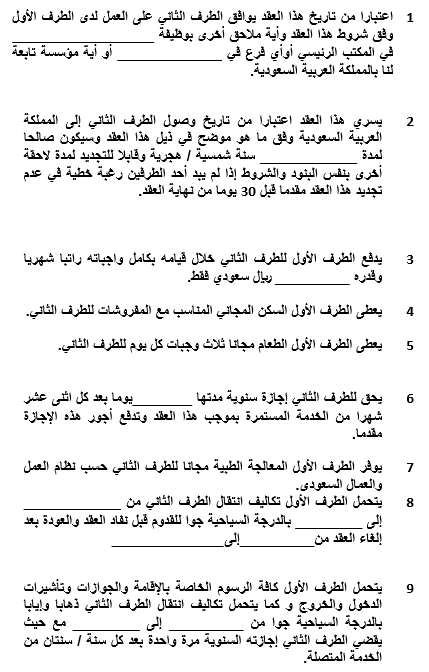 1 اعتبارا من تاريخ هذا العقد يوافق الطرف الثاني على العمل لدى الطرف الأول
وفق شروط هذا العقد وأية ملاحق أخرى بوظيفة ____________________
في المكتب الرئيسي أوأي فرع في ______________ أو أية مؤسسة تابعة
لنا بالمملكة العربية السعودية.
2 يسري هذا العقد اعتبارا من تاريخ وصول الطرف الثاني إلى المملكة
العربية السعودية وفق ما هو موضح في ذيل هذا العقد وسيكون صالحا
لمدة ______________ سنة شمسية / هجرية وقابلا للتجديد لمدة لاحقة
أخرى بنفس البنود والشروط إذا لم يبد أحد الطرفين رغبة خطية في عدم
تجديد هذا العقد مقدما قبل 30 يوما من نهاية العقد.
3 يدفع الطرف الأول للطرف الثاني خلال قيامه بكامل واجباته راتبا شهريا
وقدره __________ ريال سعودي فقط.
4 يعطى الطرف الأول السكن المجاني المناسب مع المفروشات للطرف الثاني.
5 يعطى الطرف الأول الطعام مجانا ثلاث وجبات كل يوم للطرف الثاني.
6 يحق للطرف الثاني إجازة سنوية مدتها ________يوما بعد كل اثنى عشر
شهرا من الخدمة المستمرة بموجب هذا العقد وتدفع أجور هذه الإجازة
مقدما.
7 يوفر الطرف الأول المعالجة الطبية مجانا للطرف الثاني حسب نظام العمل
والعمال السعودي.
8 يتحمل الطرف الأول تكاليف انتقال الطرف الثاني من ______________
إلى __________ بالدرجة السياحية جوا للقدوم قبل نفاد العقد والعودة بعد
إلغاء العقد من__________إلى________________
9 يتحمل الطرف الأول كافة الرسوم الخاصة بالإقامة والجوازات وتأشيرات
الدخول والخروج و كما يتحمل تكاليف انتقال الطرف الثاني ذهابا وإيابا
بالدرجة السياحية جوا من __________ إلى __________ مع حيث
يقضي الطرف الثاني إجازته السنوية مرة واحدة بعد كل سنة / سنتان من
الخدمة المتصلة.